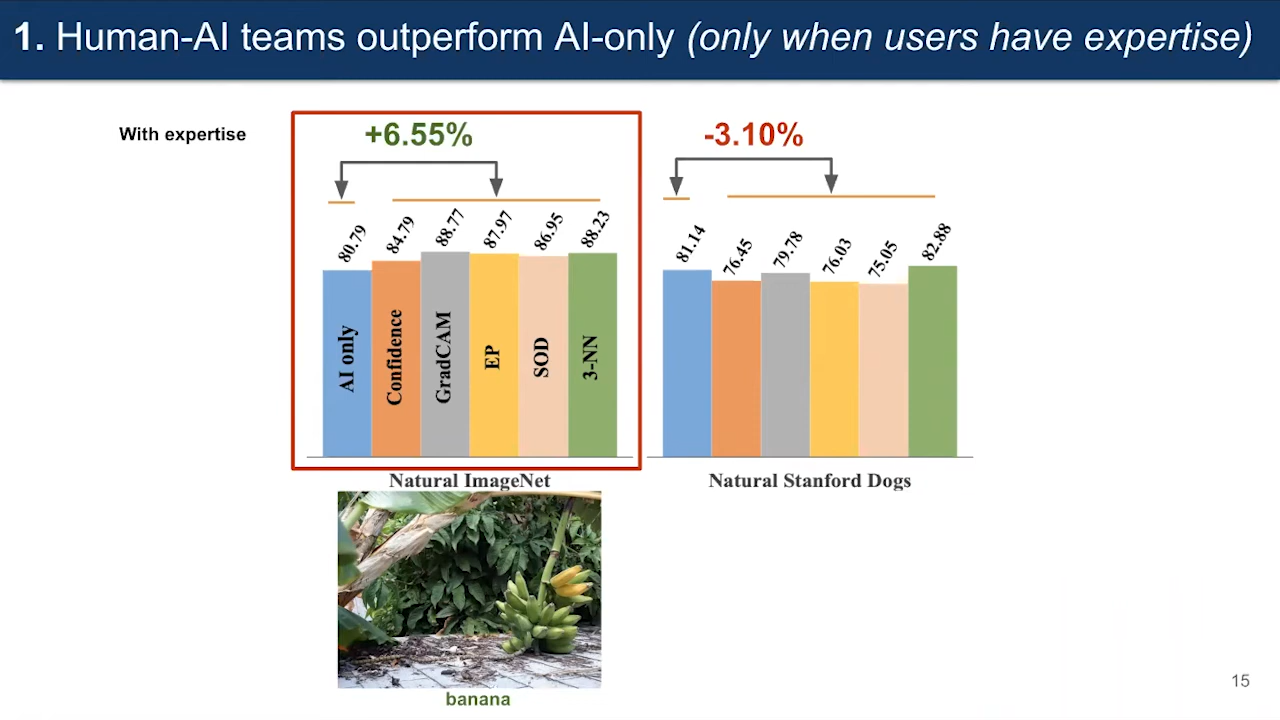 1. Human-AI teams outperform AI-only (only when users have expertise)
With expertise
+6.55%
-3.10%
80.79
84.79
88.77
87.97
86.95
88.23
81.14
76.45
79.78
76.03
75.05
82.88
AI only
Confidence
GradCAM
EP
SOD
3-NN
Natural ImageNet
Natural Stanford Dogs
banana
15